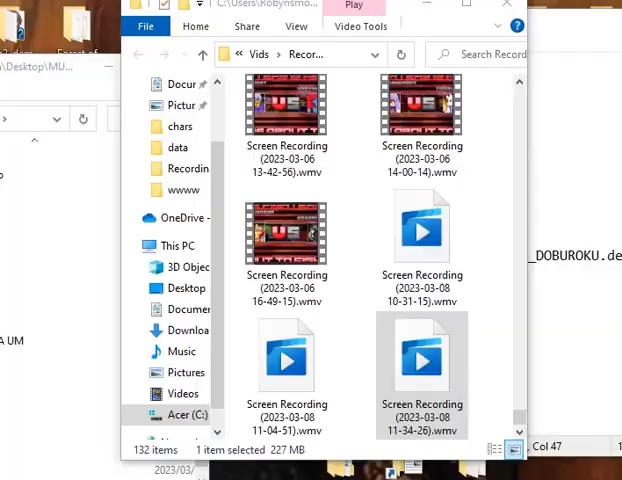 C:\Users\Robynsmo
Play
File
Home
Share
View
Video Tools
\Desktop\MU...
Vids
Recor...
Search Record
Docur
Pictur
chars
data
Recordin
wwww
OneDrive -
This PC
3D Objec
Desktop
Documer
Downloa
Music
Pictures
Videos
Acer (C:)
Screen Recording
(2023-03-06
13-42-56).wmv
Screen Recording
(2023-03-06
14-00-14).wmv
Screen Recording
(2023-03-06
16-49-15).wmv
Screen Recording
(2023-03-08
10-31-15).wmv
Screen Recording
(2023-03-08
11-04-51).wmv
Screen Recording
(2023-03-08
11-34-26).wmv
_DOBUROKU.de
A UM
132 items
1 item selected 227 MB
, Col 47
2023/03/